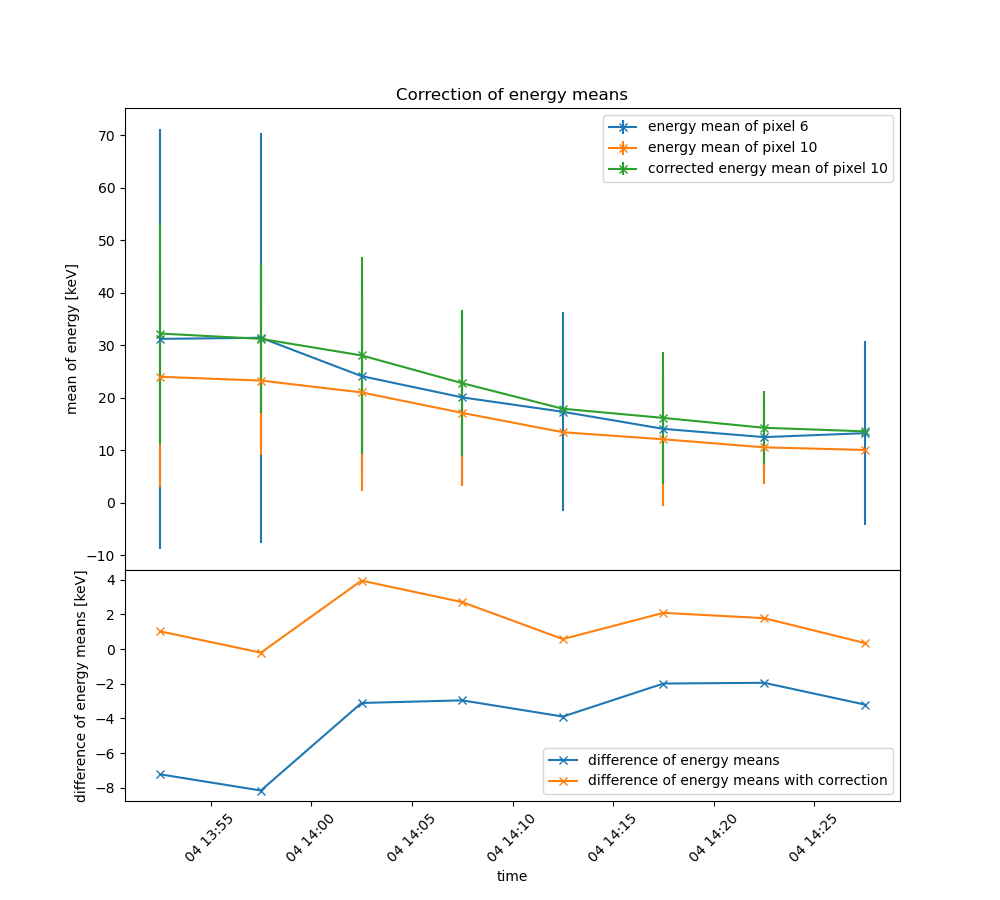 Correction of energy means
mean of energy [keV]
70
60
50
40
30
20
10
0
−10
energy mean of pixel 6
energy mean of pixel 10
corrected energy mean of pixel 10
difference of energy means [keV]
4
2
0
−2
−4
−6
−8
difference of energy means
difference of energy means with correction
04 13:55
04 14:00
04 14:05
04 14:10
04 14:15
04 14:20
04 14:25
time